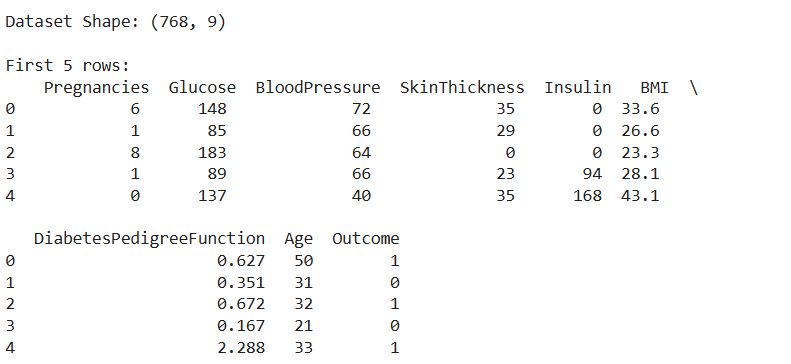 Dataset Shape: (768, 9)
First 5 rows:
Pregnancies Glucose BloodPressure SkinThickness Insulin BMI \
0 6 148 72 35 0 33.6
1 1 85 66 29 0 26.6
2 8 183 64 0 0 23.3
3 1 89 66 23 94 28.1
4 0 137 40 35 168 43.1
DiabetesPedigreeFunction Age Outcome
0 0.627 50 1
1 0.351 31 0
2 0.672 32 1
3 0.167 21 0
4 2.288 33 1